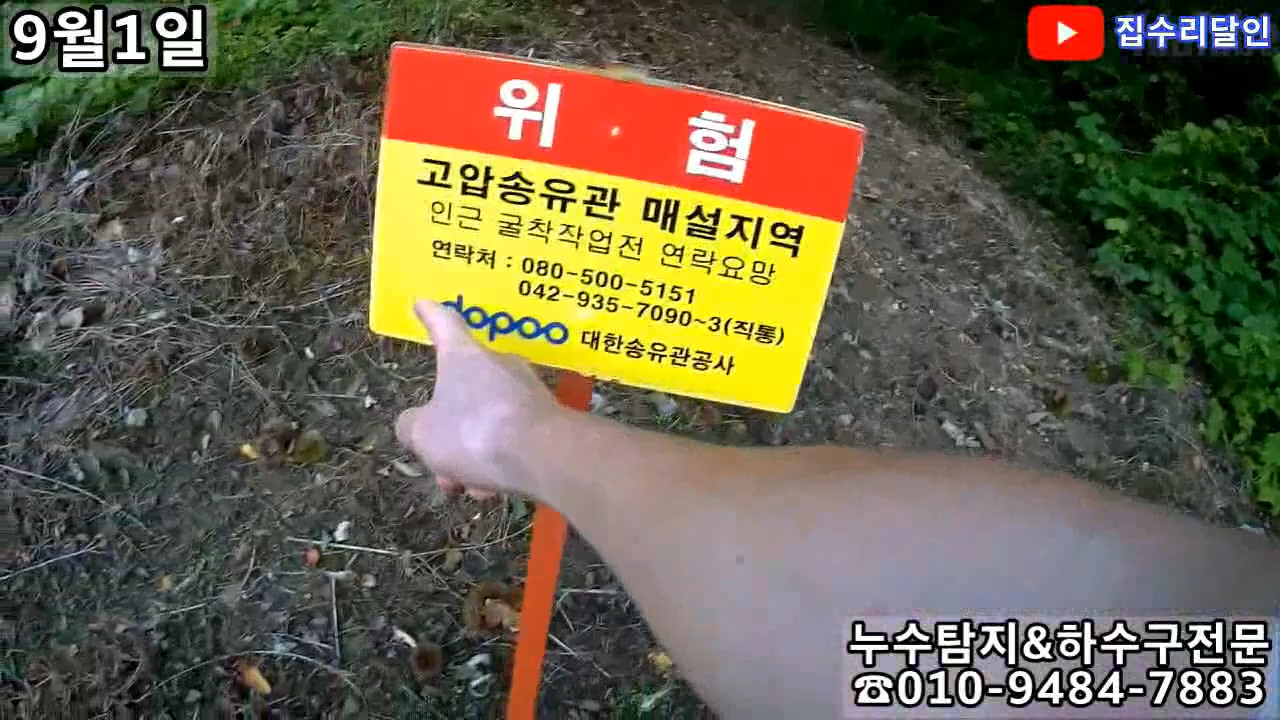 9월1일
집수리달인
위 험
고압송유관 매설지역
인근 굴착작업전 연락요망
연락처 : 080-500-5151
042-935-7090~3(직통)
dopco 대한송유관공사
누수탐지&하수구전문
☎010-9484-7883